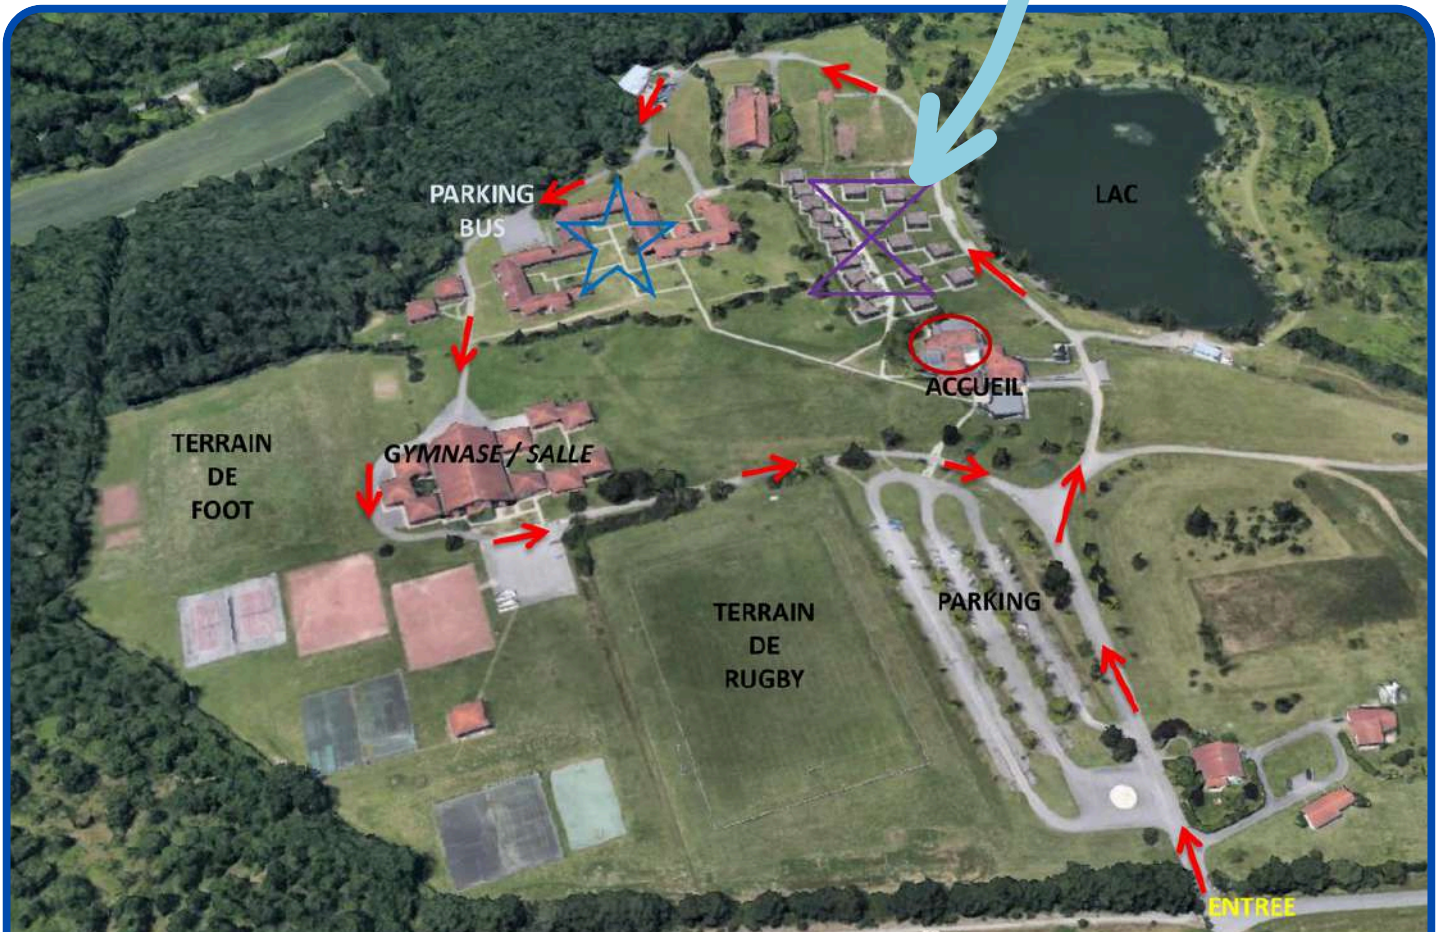 PARKING
BUS
LAC
ACCUEIL
TERRAIN
DE
FOOT
GYMNASE / SALLE
TERRAIN
DE
RUGBY
PARKING
ENTREE